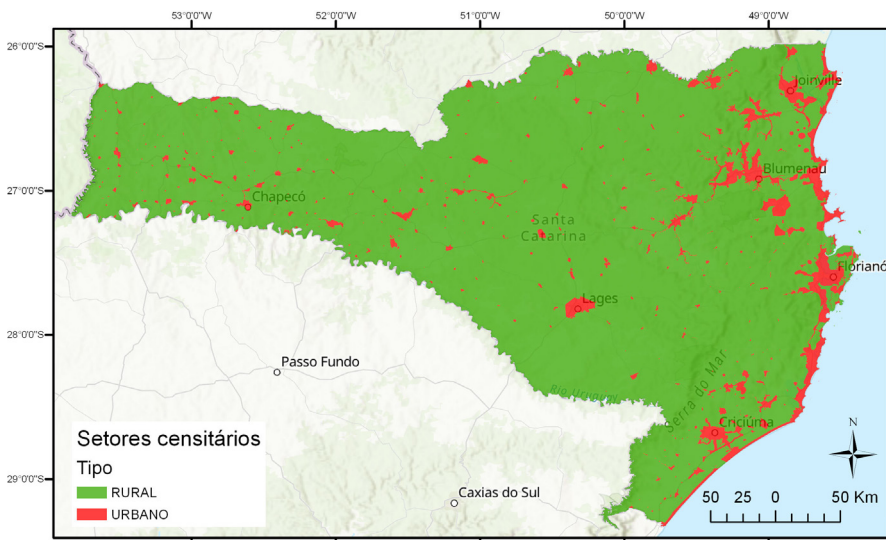 53°0'0"W
52°0'0"W
51°0'0"W
50°0'0"W
49°0'0"W
26°0'0"S
27°0'0"S
28°0'0"S
29°0'0"S
Joinville
Blumenau
Chapecó
Santa
Catarina
Florianó
Lages
Passo Fundo
Rio Uruguai
Serra do Mar
Criciúma
Caxias do Sul
Setores censitários
Tipo
RURAL
URBANO
N
50 25 0 50 Km